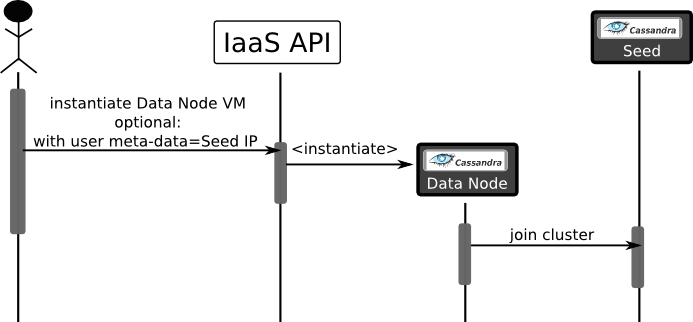 IaaS API
Cassandra
Seed
instantiate Data Node VM
optional:
with user meta-data=Seed IP
<instantiate>
Cassandra
Data Node
join cluster